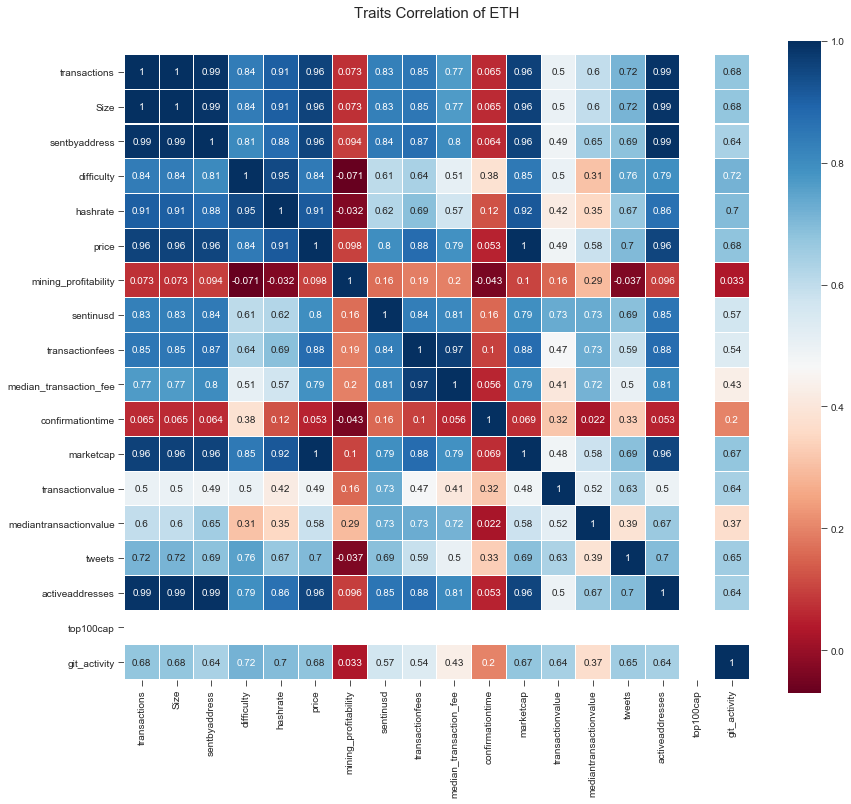 Traits Correlation of ETH
transactions 1 1 0.99 0.84 0.91 0.96 0.073 0.83 0.85 0.77 0.065 0.96 0.5 0.6 0.72 0.99 0.68
Size 1 1 0.99 0.84 0.91 0.96 0.073 0.83 0.85 0.77 0.065 0.96 0.5 0.6 0.72 0.99 0.68
sentbyaddress 0.99 0.99 1 0.81 0.88 0.96 0.094 0.84 0.87 0.8 0.064 0.96 0.49 0.65 0.69 0.99 0.64
difficulty 0.84 0.84 0.81 1 0.95 0.84 -0.071 0.61 0.64 0.51 0.38 0.85 0.5 0.31 0.76 0.79 0.72
hashrate 0.91 0.91 0.88 0.95 1 0.91 -0.032 0.62 0.69 0.57 0.12 0.92 0.42 0.35 0.67 0.86 0.7
price 0.96 0.96 0.96 0.84 0.91 1 0.098 0.8 0.88 0.79 0.053 1 0.49 0.58 0.7 0.96 0.68
mining_profitability 0.073 0.073 0.094 -0.071 -0.032 0.098 1 0.16 0.19 0.2 -0.043 0.1 0.16 0.29 -0.037 0.096 0.033
sentinusd 0.83 0.83 0.84 0.61 0.62 0.8 0.16 1 0.84 0.81 0.16 0.79 0.73 0.73 0.69 0.85 0.57
transactionfees 0.85 0.85 0.87 0.64 0.69 0.88 0.19 0.84 1 0.97 0.1 0.88 0.47 0.73 0.59 0.88 0.54
median_transaction_fee 0.77 0.77 0.8 0.51 0.57 0.79 0.2 0.81 0.97 1 0.056 0.79 0.41 0.72 0.5 0.81 0.43
confirmationtime 0.065 0.065 0.064 0.38 0.12 0.053 -0.043 0.16 0.1 0.056 1 0.069 0.32 0.022 0.33 0.053 0.2
marketcap 0.96 0.96 0.96 0.85 0.92 1 0.1 0.79 0.88 0.79 0.069 1 0.48 0.58 0.69 0.96 0.67
transactionvalue 0.5 0.5 0.49 0.5 0.42 0.49 0.16 0.73 0.47 0.41 0.32 0.48 1 0.52 0.63 0.5 0.64
mediantransactionvalue 0.6 0.6 0.65 0.31 0.35 0.58 0.29 0.73 0.73 0.72 0.022 0.58 0.52 1 0.39 0.67 0.37
tweets 0.72 0.72 0.69 0.76 0.67 0.7 -0.037 0.69 0.59 0.5 0.33 0.69 0.63 0.39 1 0.7 0.65
activeaddresses 0.99 0.99 0.99 0.79 0.86 0.96 0.096 0.85 0.88 0.81 0.053 0.96 0.5 0.67 0.7 1 0.64
top100cap
git_activity 0.68 0.68 0.64 0.72 0.7 0.68 0.033 0.57 0.54 0.43 0.2 0.67 0.64 0.37 0.65 0.64 1
transactions
Size
sentbyaddress
difficulty
hashrate
price
mining_profitability
sentinusd
transactionfees
median_transaction_fee
confirmationtime
marketcap
transactionvalue
mediantransactionvalue
tweets
activeaddresses
top100cap
git_activity
1.0
0.8
0.6
0.4
0.2
0.0